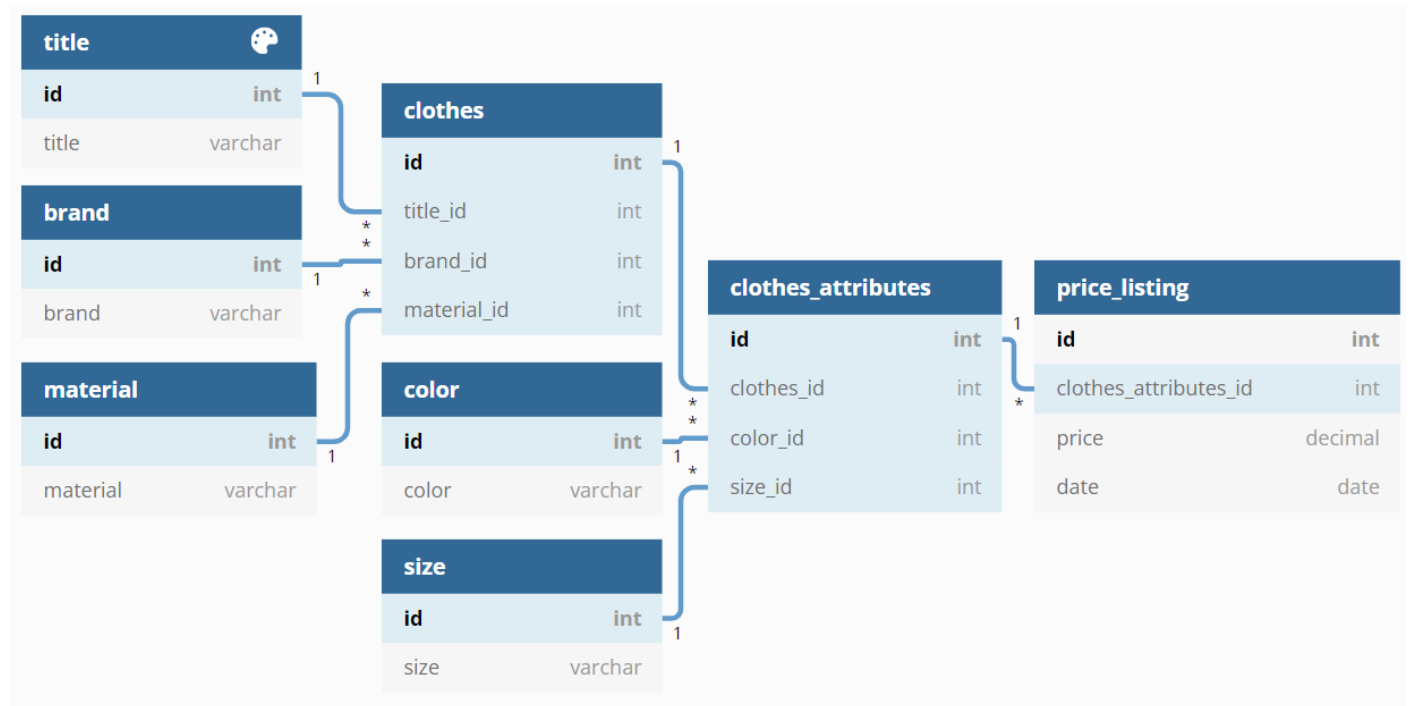 title
id int
title varchar
1
brand
id int
brand varchar
1
material
id int
material varchar
1
clothes
id int
title_id int
brand_id int
material_id int
*
*
*
1
color
id int
color varchar
1
size
id int
size varchar
1
clothes_attributes
id int
clothes_id int
color_id int
size_id int
*
*
*
1
price_listing
id int
clothes_attributes_id int
price decimal
date date
*